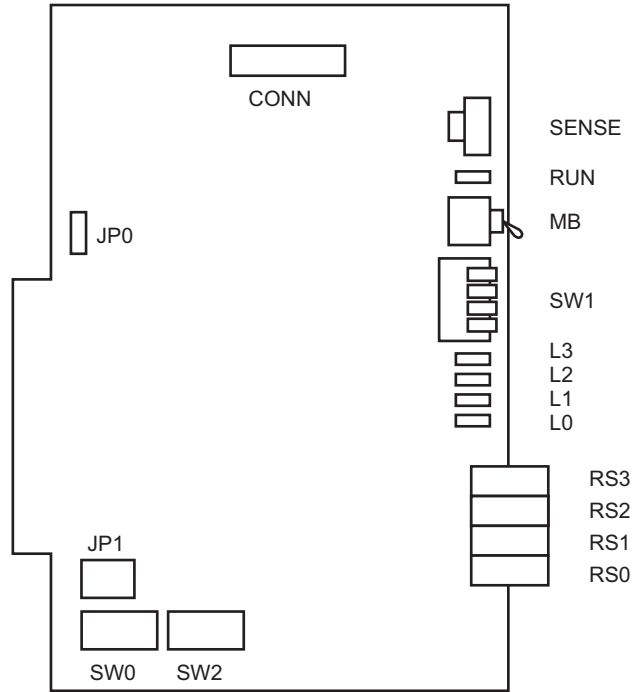 CONN
SENSE
RUN
MB
JP0
SW1
L3
L2
L1
L0
RS3
RS2
RS1
RS0
JP1
SW0 SW2